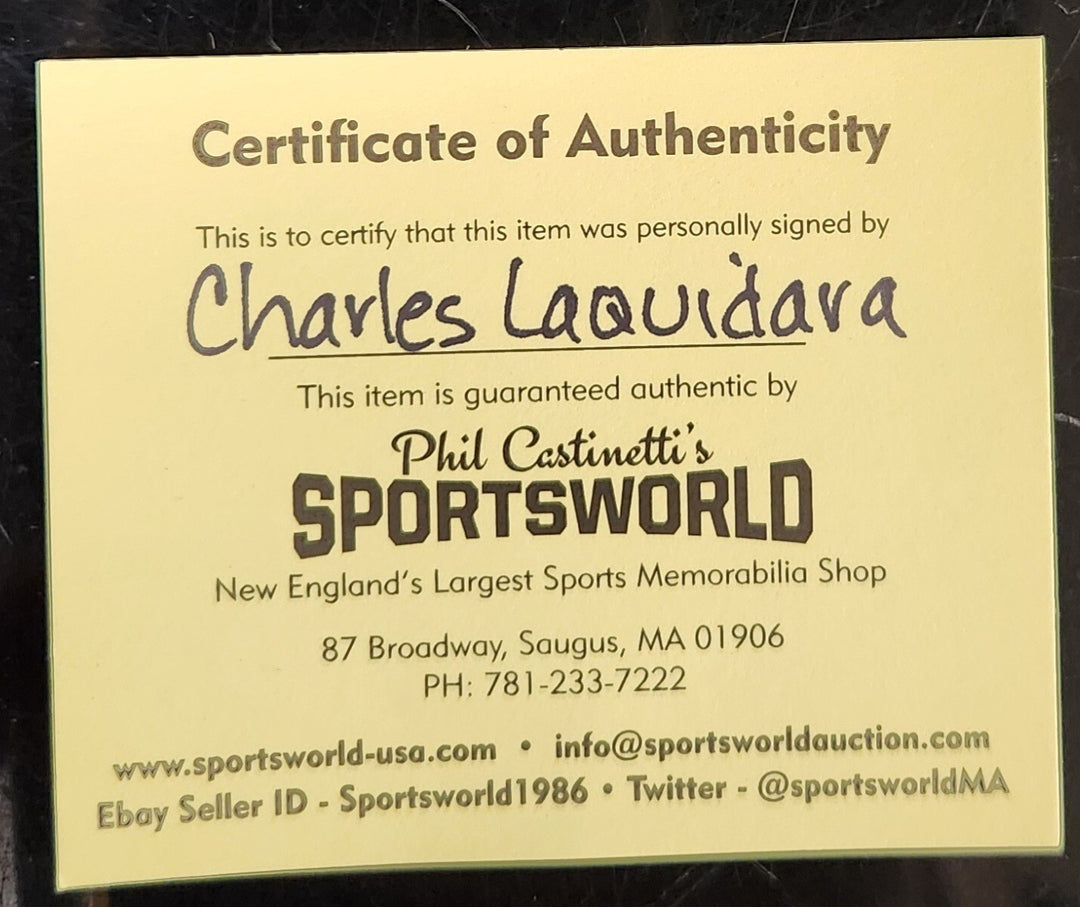 Certificate of Authenticity
This is to certify that this item was personally signed by
Charles Laquidara
This item is guaranteed authentic by
Phil Castinetti's
SPORTSWORLD
New England's Largest Sports Memorabilia Shop
87 Broadway, Saugus, MA 01906
PH: 781-233-7222
www.sportsworld-usa.com • info@sportsworldauction.com
Ebay Seller ID - Sportsworld1986 • Twitter - @sportsworldMA